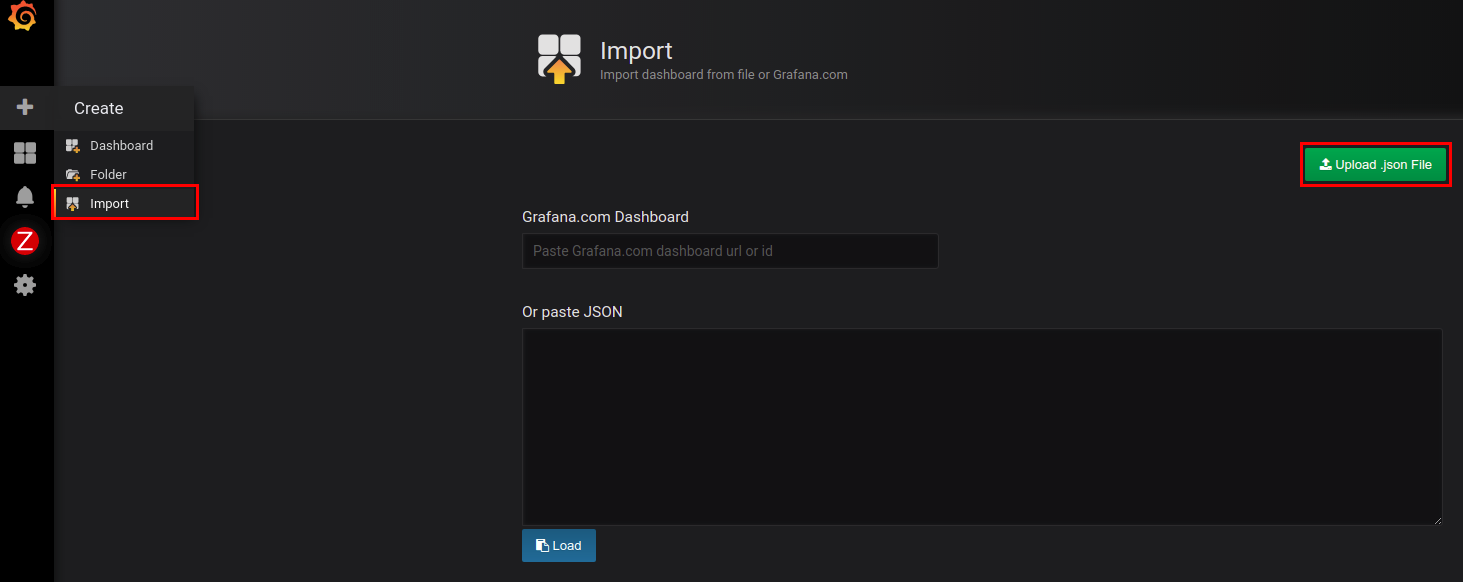 Import
Import dashboard from file or Grafana.com
Create
Dashboard
Folder
Import
Z
Upload .json File
Grafana.com Dashboard
Paste Grafana.com dashboard url or id
Or paste JSON
Load